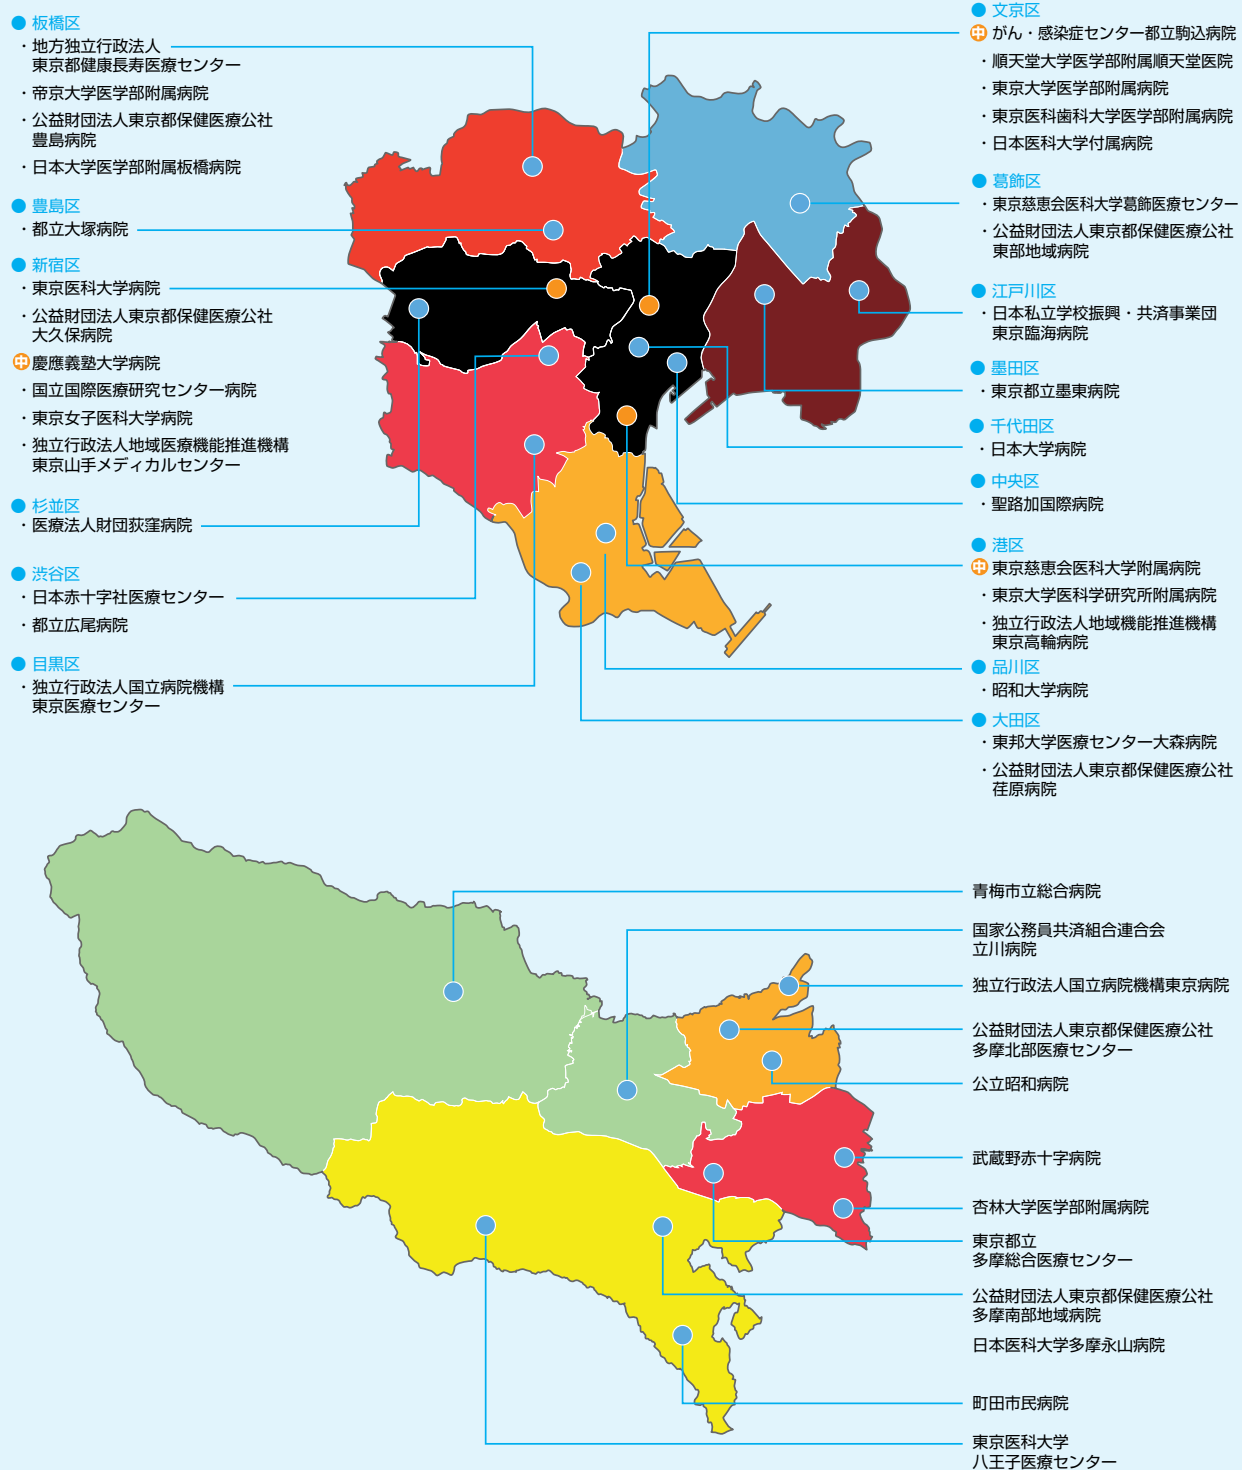 ● 板橋区
・地方独立行政法人
東京都健康長寿医療センター
・帝京大学医学部附属病院
・公益財団法人東京都保健医療公社
豊島病院
・日本大学医学部附属板橋病院
● 豊島区
・都立大塚病院
● 新宿区
・東京医科大学病院
・公益財団法人東京都保健医療公社
大久保病院
中 慶應義塾大学病院
・国立国際医療研究センター病院
・東京女子医科大学病院
・独立行政法人地域医療機能推進機構
東京山手メディカルセンター
● 杉並区
・医療法人財団荻窪病院
● 渋谷区
・日本赤十字社医療センター
・都立広尾病院
● 目黒区
・独立行政法人国立病院機構
東京医療センター
● 文京区
中 がん・感染症センター都立駒込病院
・順天堂大学医学部附属順天堂医院
・東京大学医学部附属病院
・東京医科歯科大学医学部附属病院
・日本医科大学付属病院
● 葛飾区
・東京慈恵会医科大学葛飾医療センター
・公益財団法人東京都保健医療公社
東部地域病院
● 江戸川区
・日本私立学校振興・共済事業団
東京臨海病院
● 墨田区
・東京都立墨東病院
● 千代田区
・日本大学病院
● 中央区
・聖路加国際病院
● 港区
中 東京慈恵会医科大学附属病院
・東京大学医科学研究所附属病院
・独立行政法人地域機能推進機構
東京高輪病院
● 品川区
・昭和大学病院
● 大田区
・東邦大学医療センター大森病院
・公益財団法人東京都保健医療公社
荏原病院
青梅市立総合病院
国家公務員共済組合連合会
立川病院
独立行政法人国立病院機構東京病院
公益財団法人東京都保健医療公社
多摩北部医療センター
公立昭和病院
武蔵野赤十字病院
杏林大学医学部附属病院
東京都立
多摩総合医療センター
公益財団法人東京都保健医療公社
多摩南部地域病院
日本医科大学多摩永山病院
町田市民病院
東京医科大学
八王子医療センター